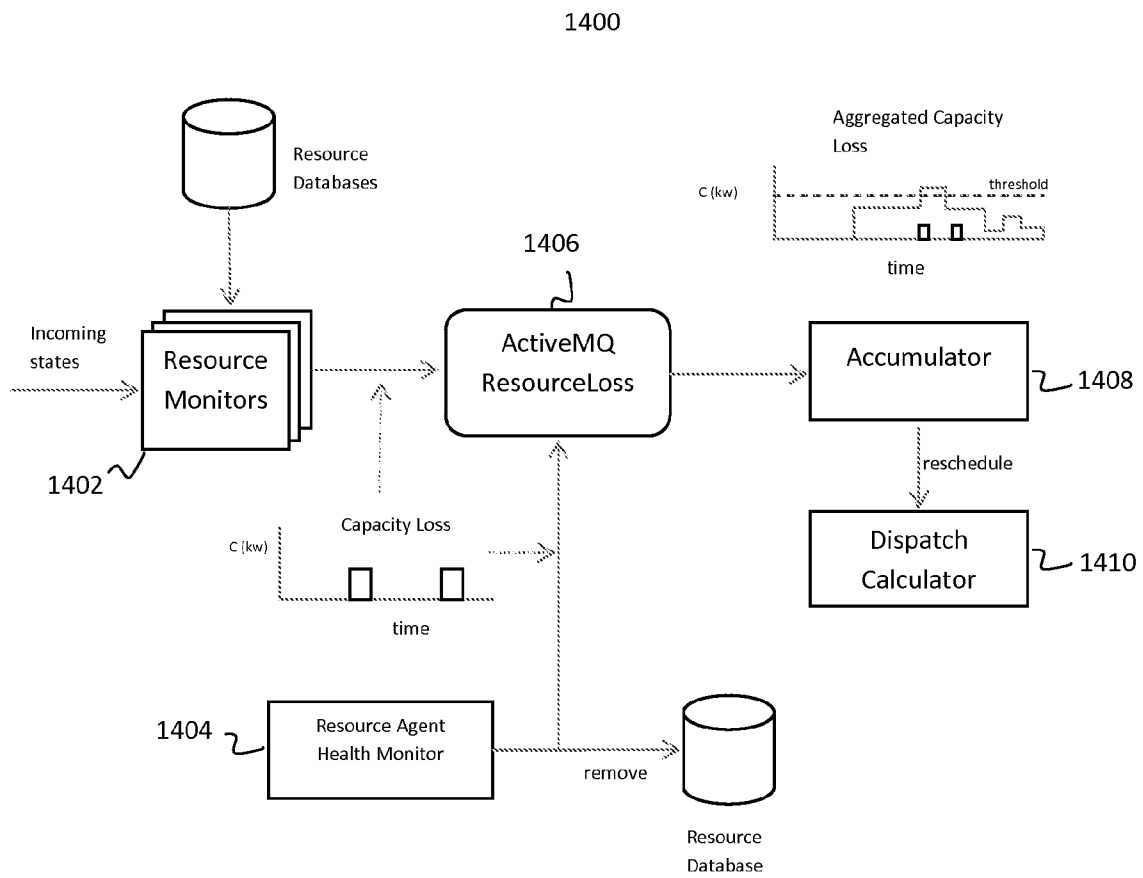 1400
Resource
Databases
Aggregated Capacity
Loss
C (kw)
threshold
time
1406
Incoming
states
Resource
Monitors
ActiveMQ
ResourceLoss
Accumulator
1408
1402
reschedule
Capacity Loss
C (kw)
time
Dispatch
Calculator
1410
1404
Resource Agent
Health Monitor
remove
Resource
Database